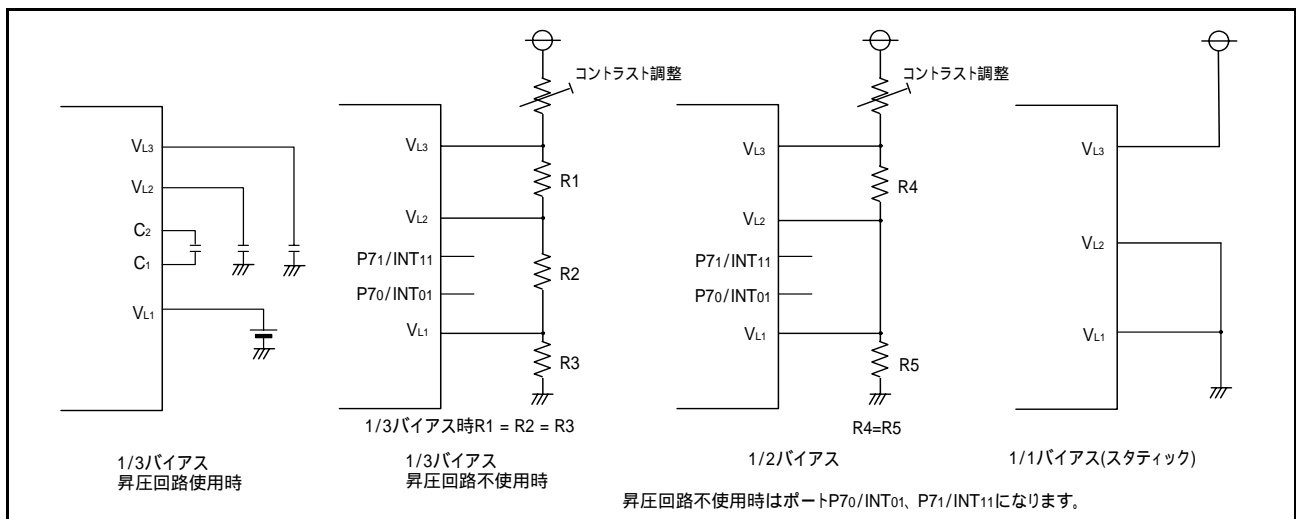 VL3
VL2
C2
C1
VL1
1/3バイアス
昇圧回路使用時
コントラスト調整
VL3
R1
VL2
P71/INT11
R2
P70/INT01
VL1
R3
1/3バイアス時R1 = R2 = R3
1/3バイアス
昇圧回路不使用時
コントラスト調整
VL3
R4
VL2
P71/INT11
P70/INT01
VL1
R5
R4=R5
1/2バイアス
VL3
VL2
VL1
1/1バイアス(スタティック)
昇圧回路不使用時はポートP70/INT01、P71/INT11になります。